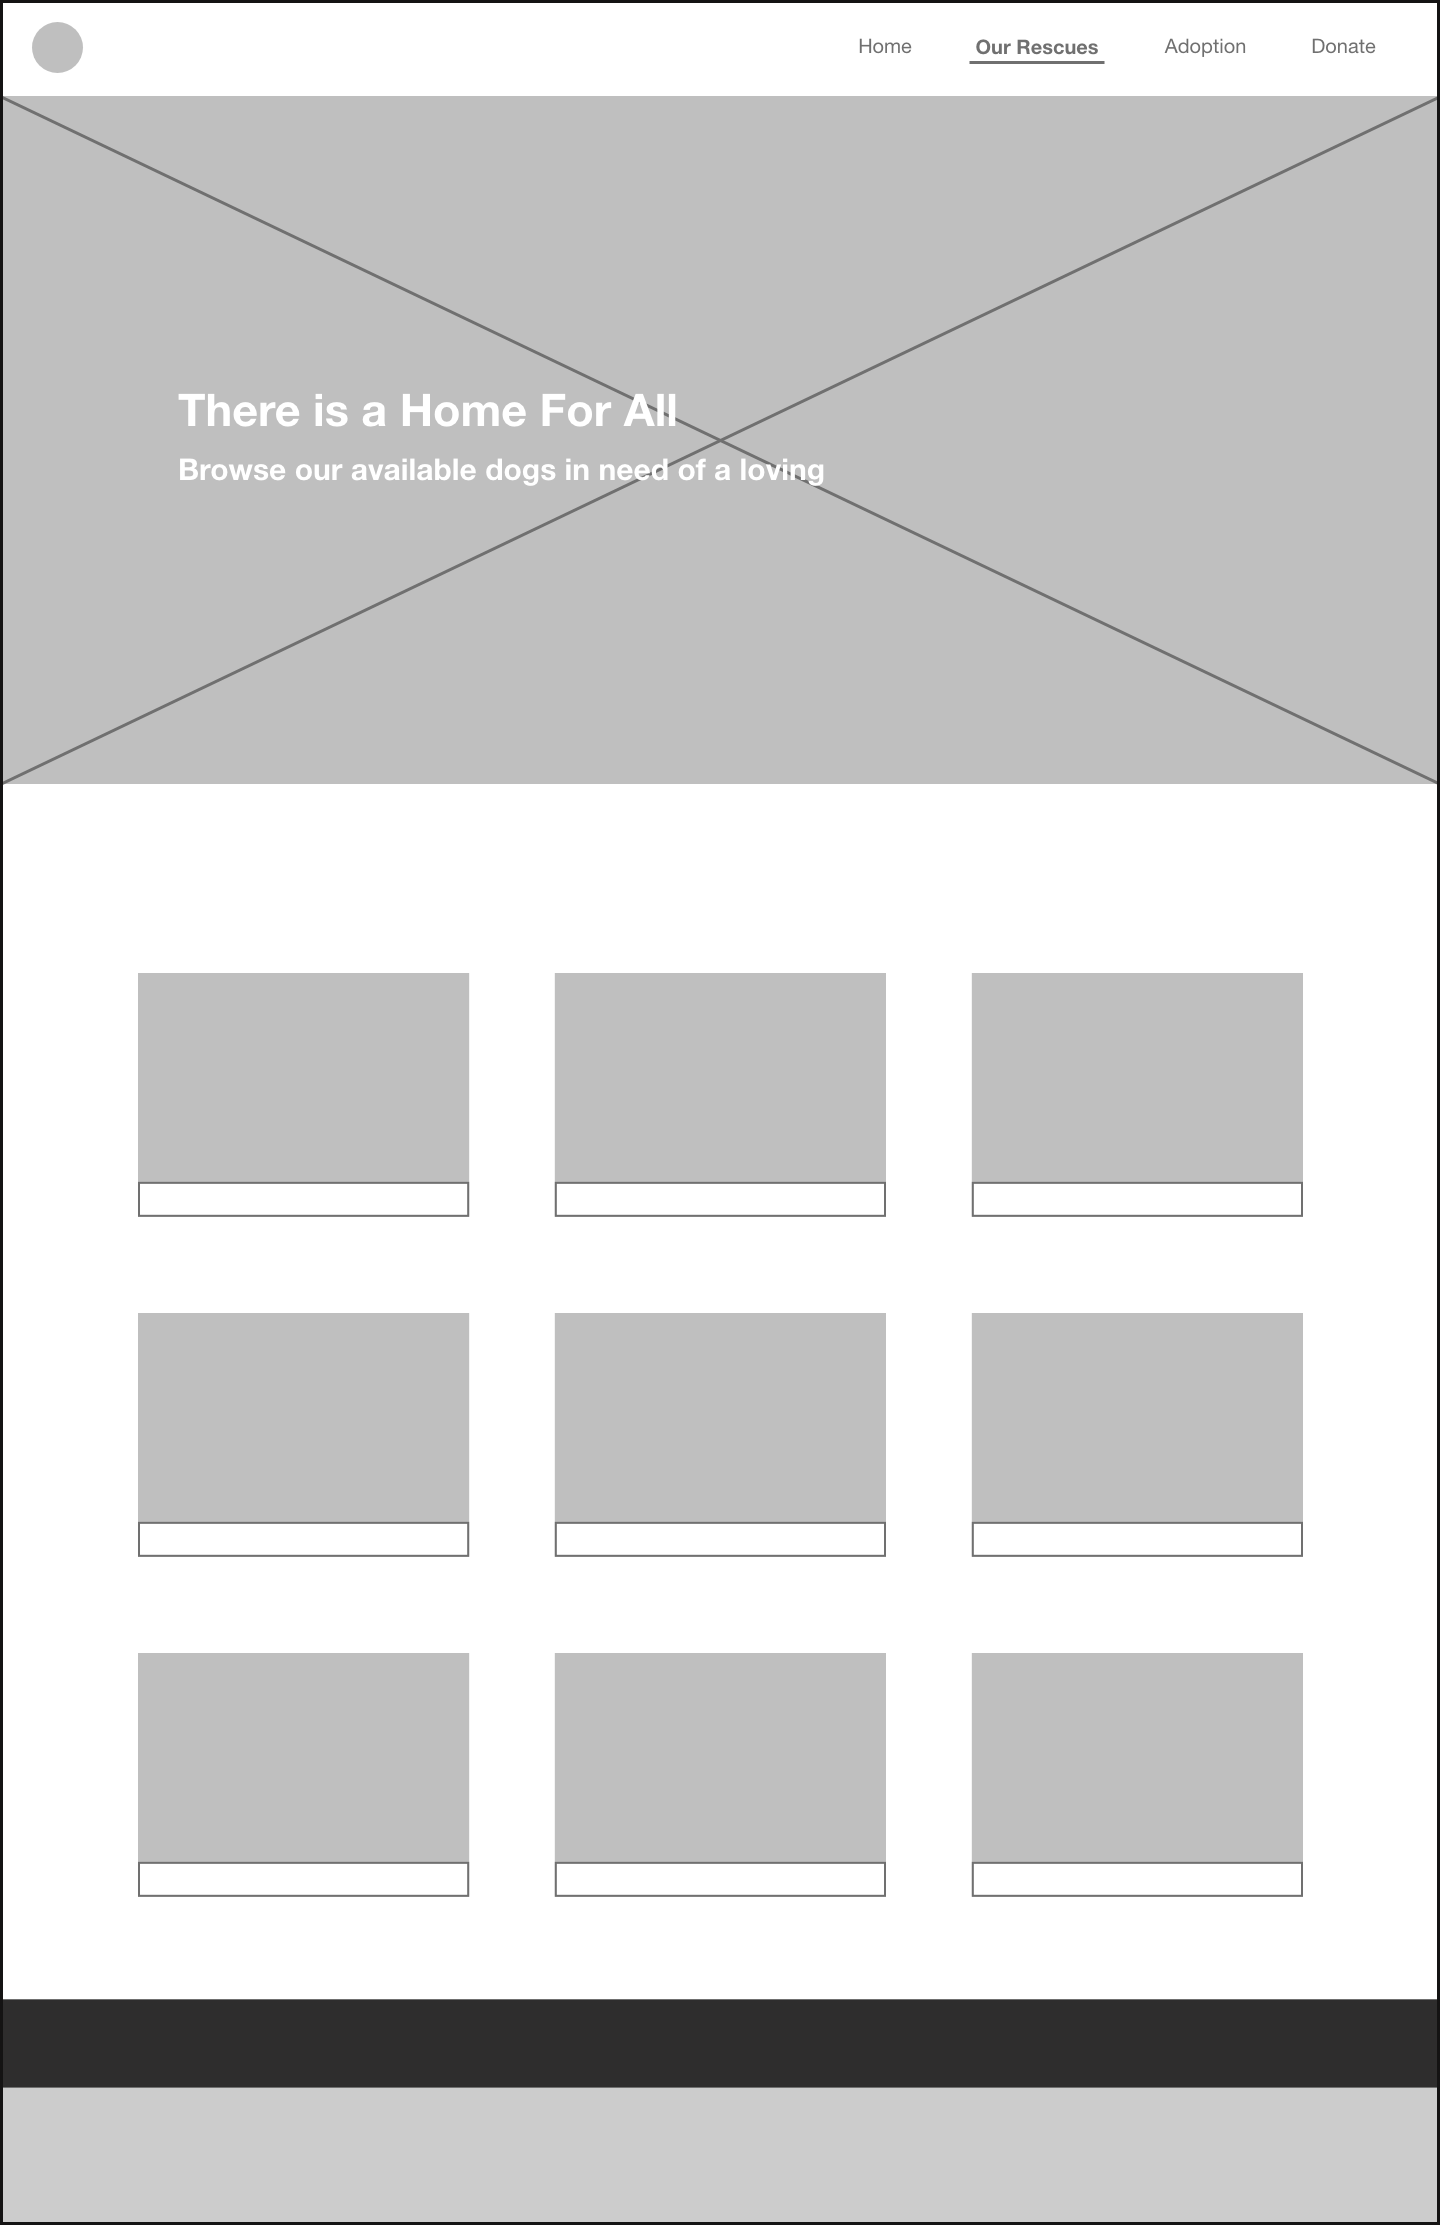 Home Our Rescues Adoption Donate
There is a Home For All
Browse our available dogs in need of a loving